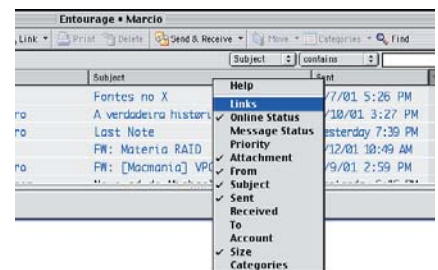 Entourage • Marcio
Link Print Delete Send & Receive Move Categories Find
Subject contains
Subject Sent
Fontes no X /7/01 5:26 PM
ro A verdadeira histori /10/01 3:27 PM
ro Last Note esterday 7:39 PM
FW: Materia RAID /12/01 10:49 AM
ro FW: [Macmania] VPC /9/01 2:59 PM
Help
Links
✓ Online Status
Message Status
Priority
✓ Attachment
✓ From
✓ Subject
✓ Sent
Received
To
Account
✓ Size
Categories